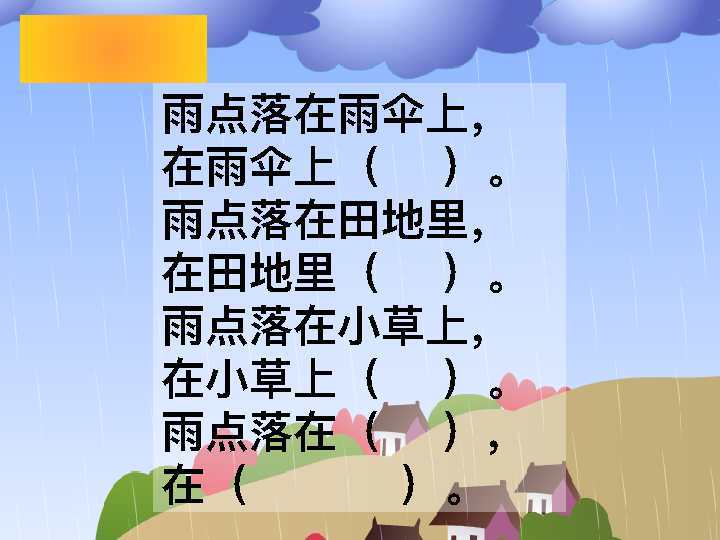 雨点落在雨伞上，
在雨伞上（  ）。
雨点落在田地里，
在田地里（  ）。
雨点落在小草上，
在小草上（  ）。
雨点落在（  ），
在（      ）。